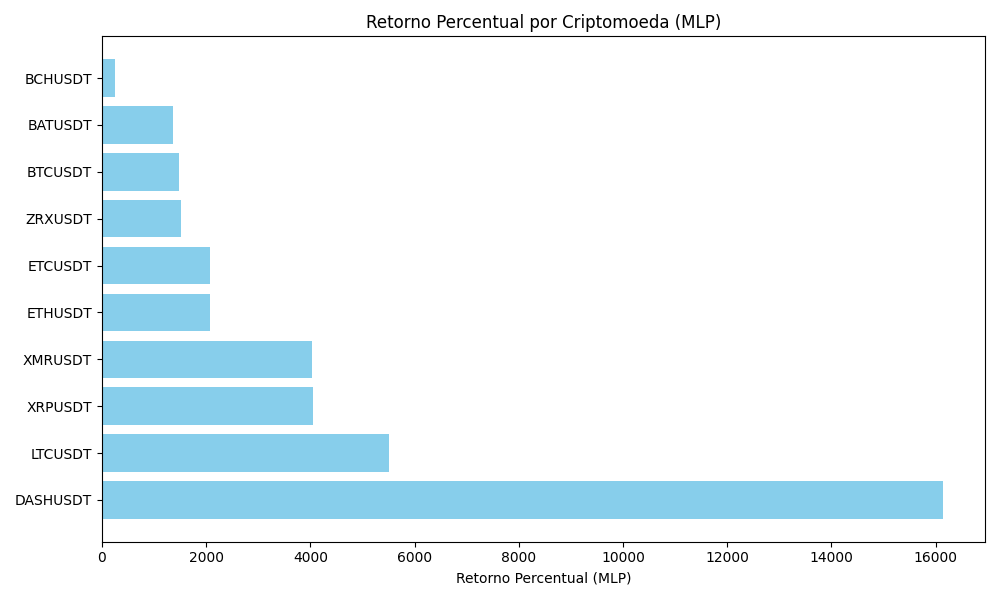 Retorno Percentual por Criptomoeda (MLP)
BCHUSDT
BATUSDT
BTCUSDT
ZRXUSDT
ETCUSDT
ETHUSDT
XMRUSDT
XRPUSDT
LTCUSDT
DASHUSDT
0 2000 4000 6000 8000 10000 12000 14000 16000
Retorno Percentual (MLP)